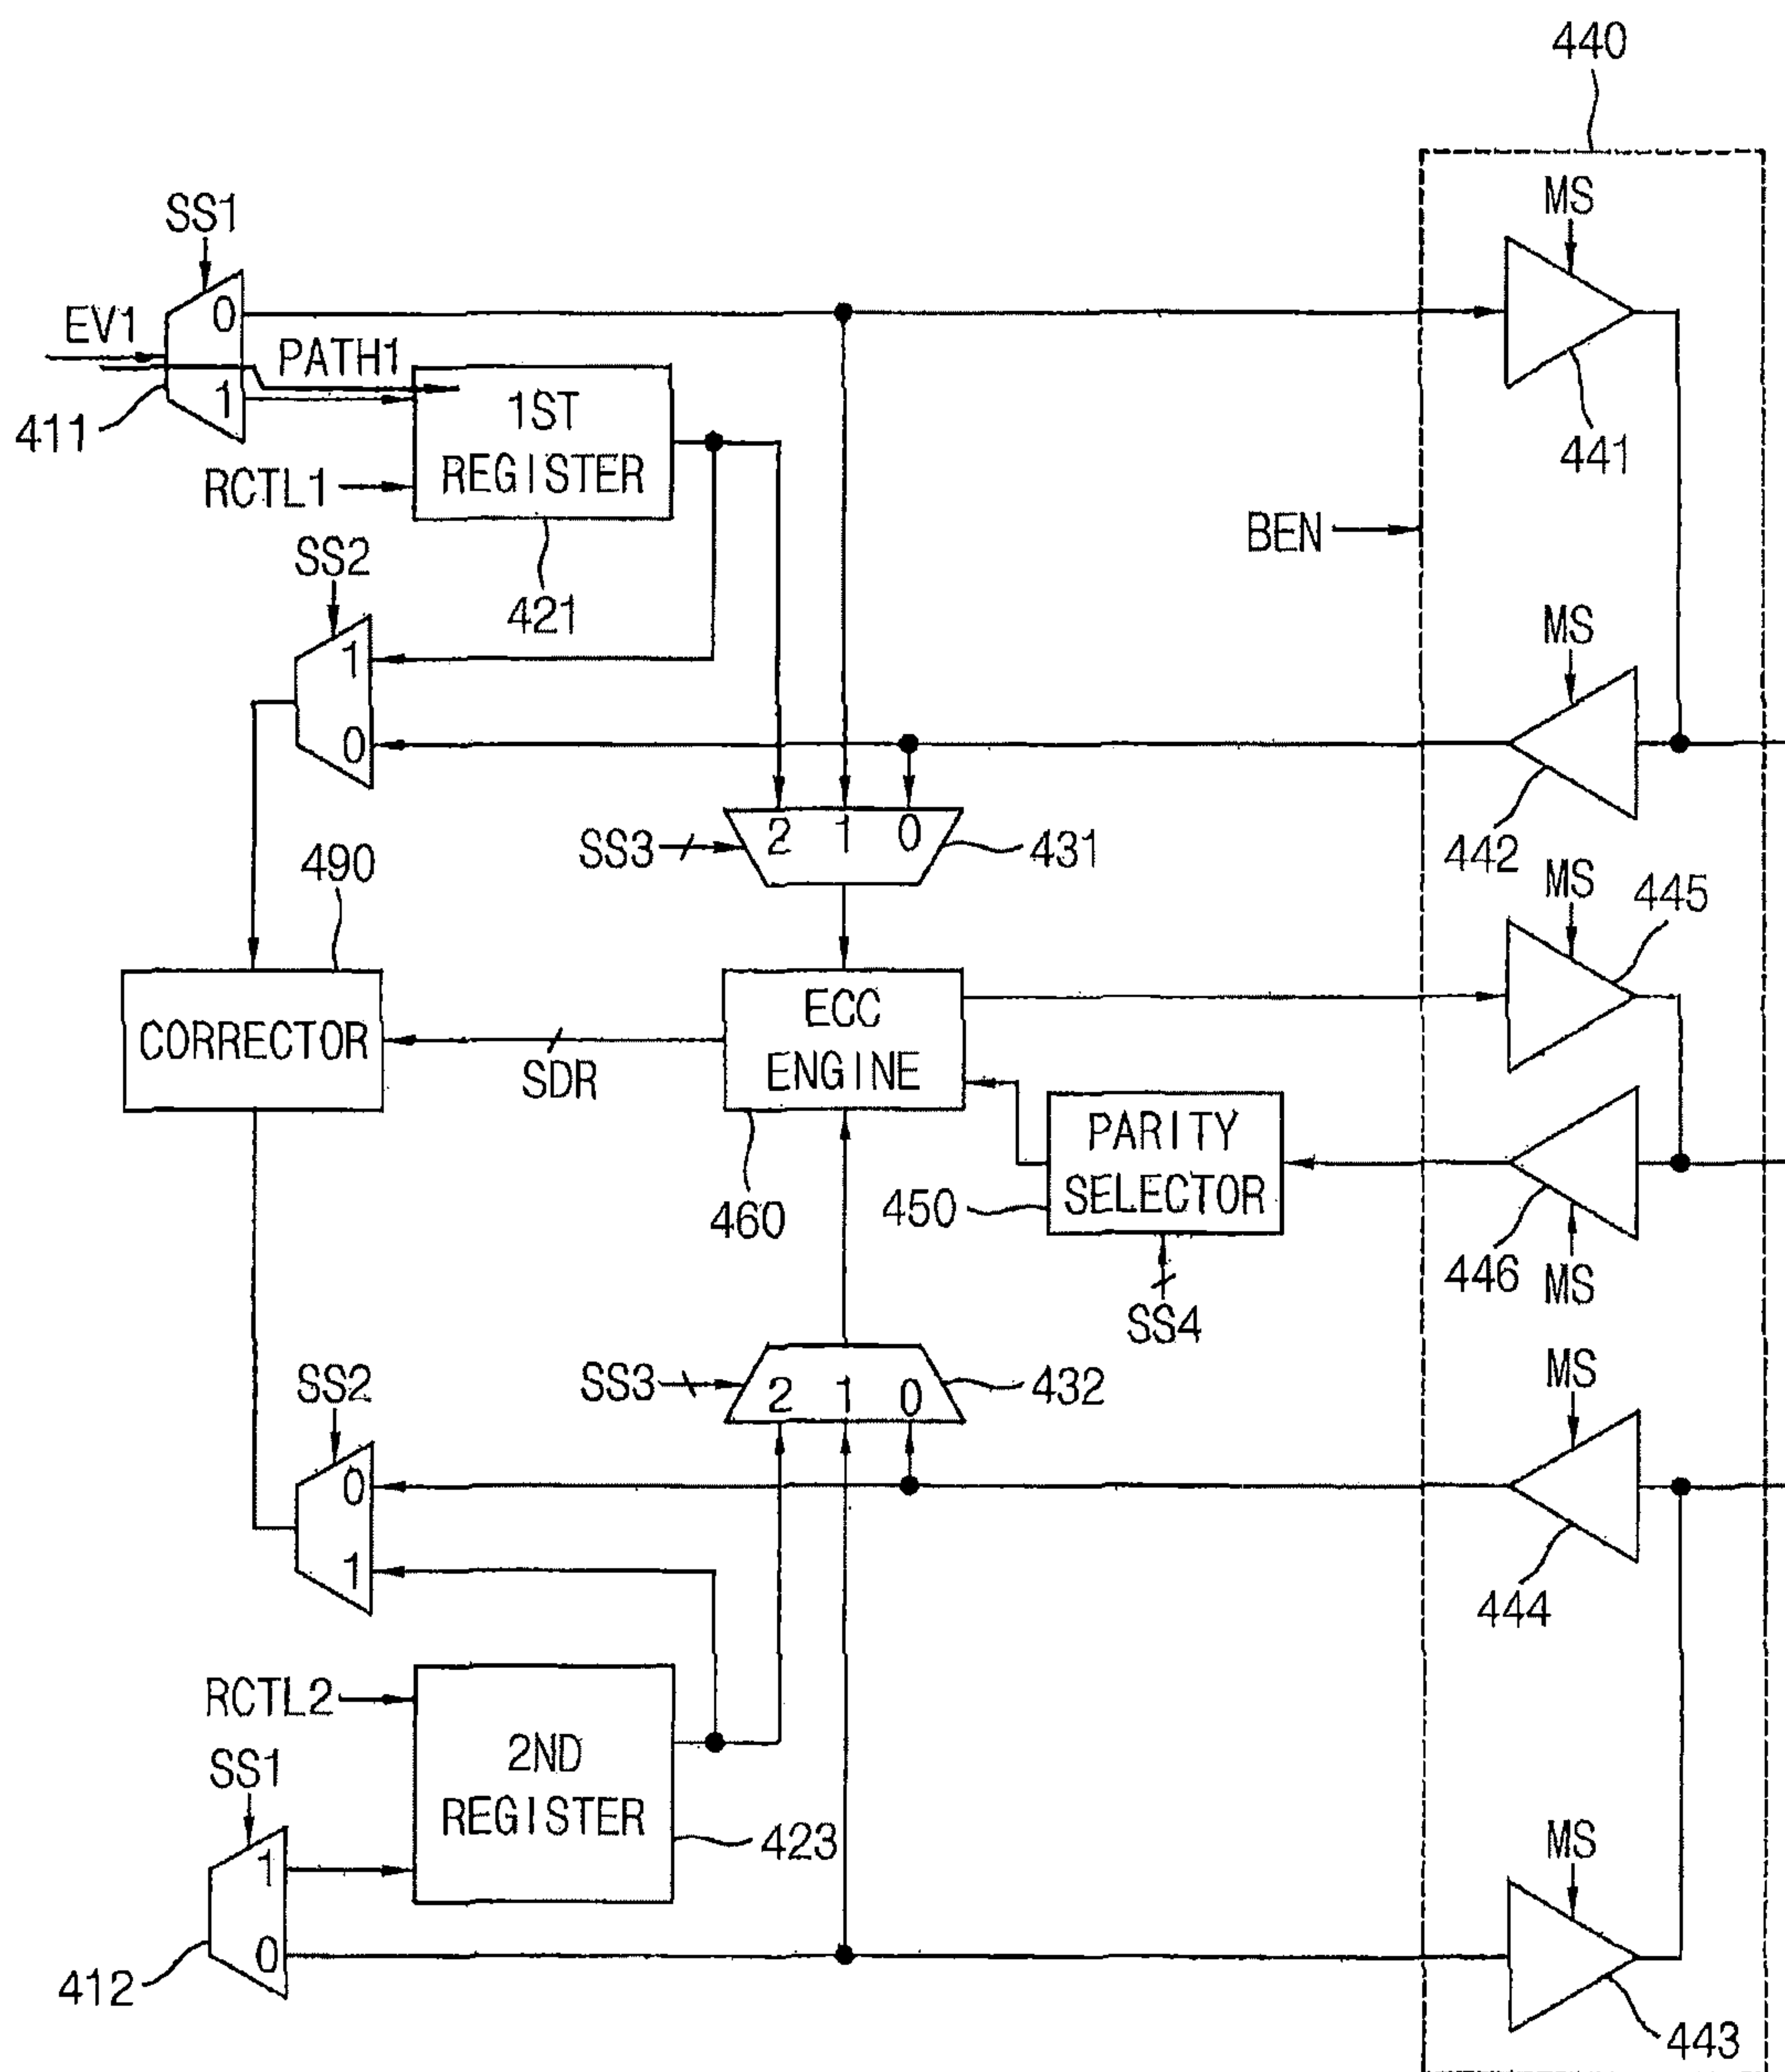 440
SS1
MS
EV1
0
PATH1
1
411
1ST
REGISTER
441
RCTL1
BEN
SS2
421
MS
1
0
SS3
2 1 0
431
442
490
MS
445
CORRECTOR
ECC
ENGINE
SDR
PARITY
SELECTOR
460
450
446
MS
SS4
SS2
SS3
2 1 0
432
MS
0
1
444
RCTL2
2ND
REGISTER
SS1
423
MS
1
0
412
443